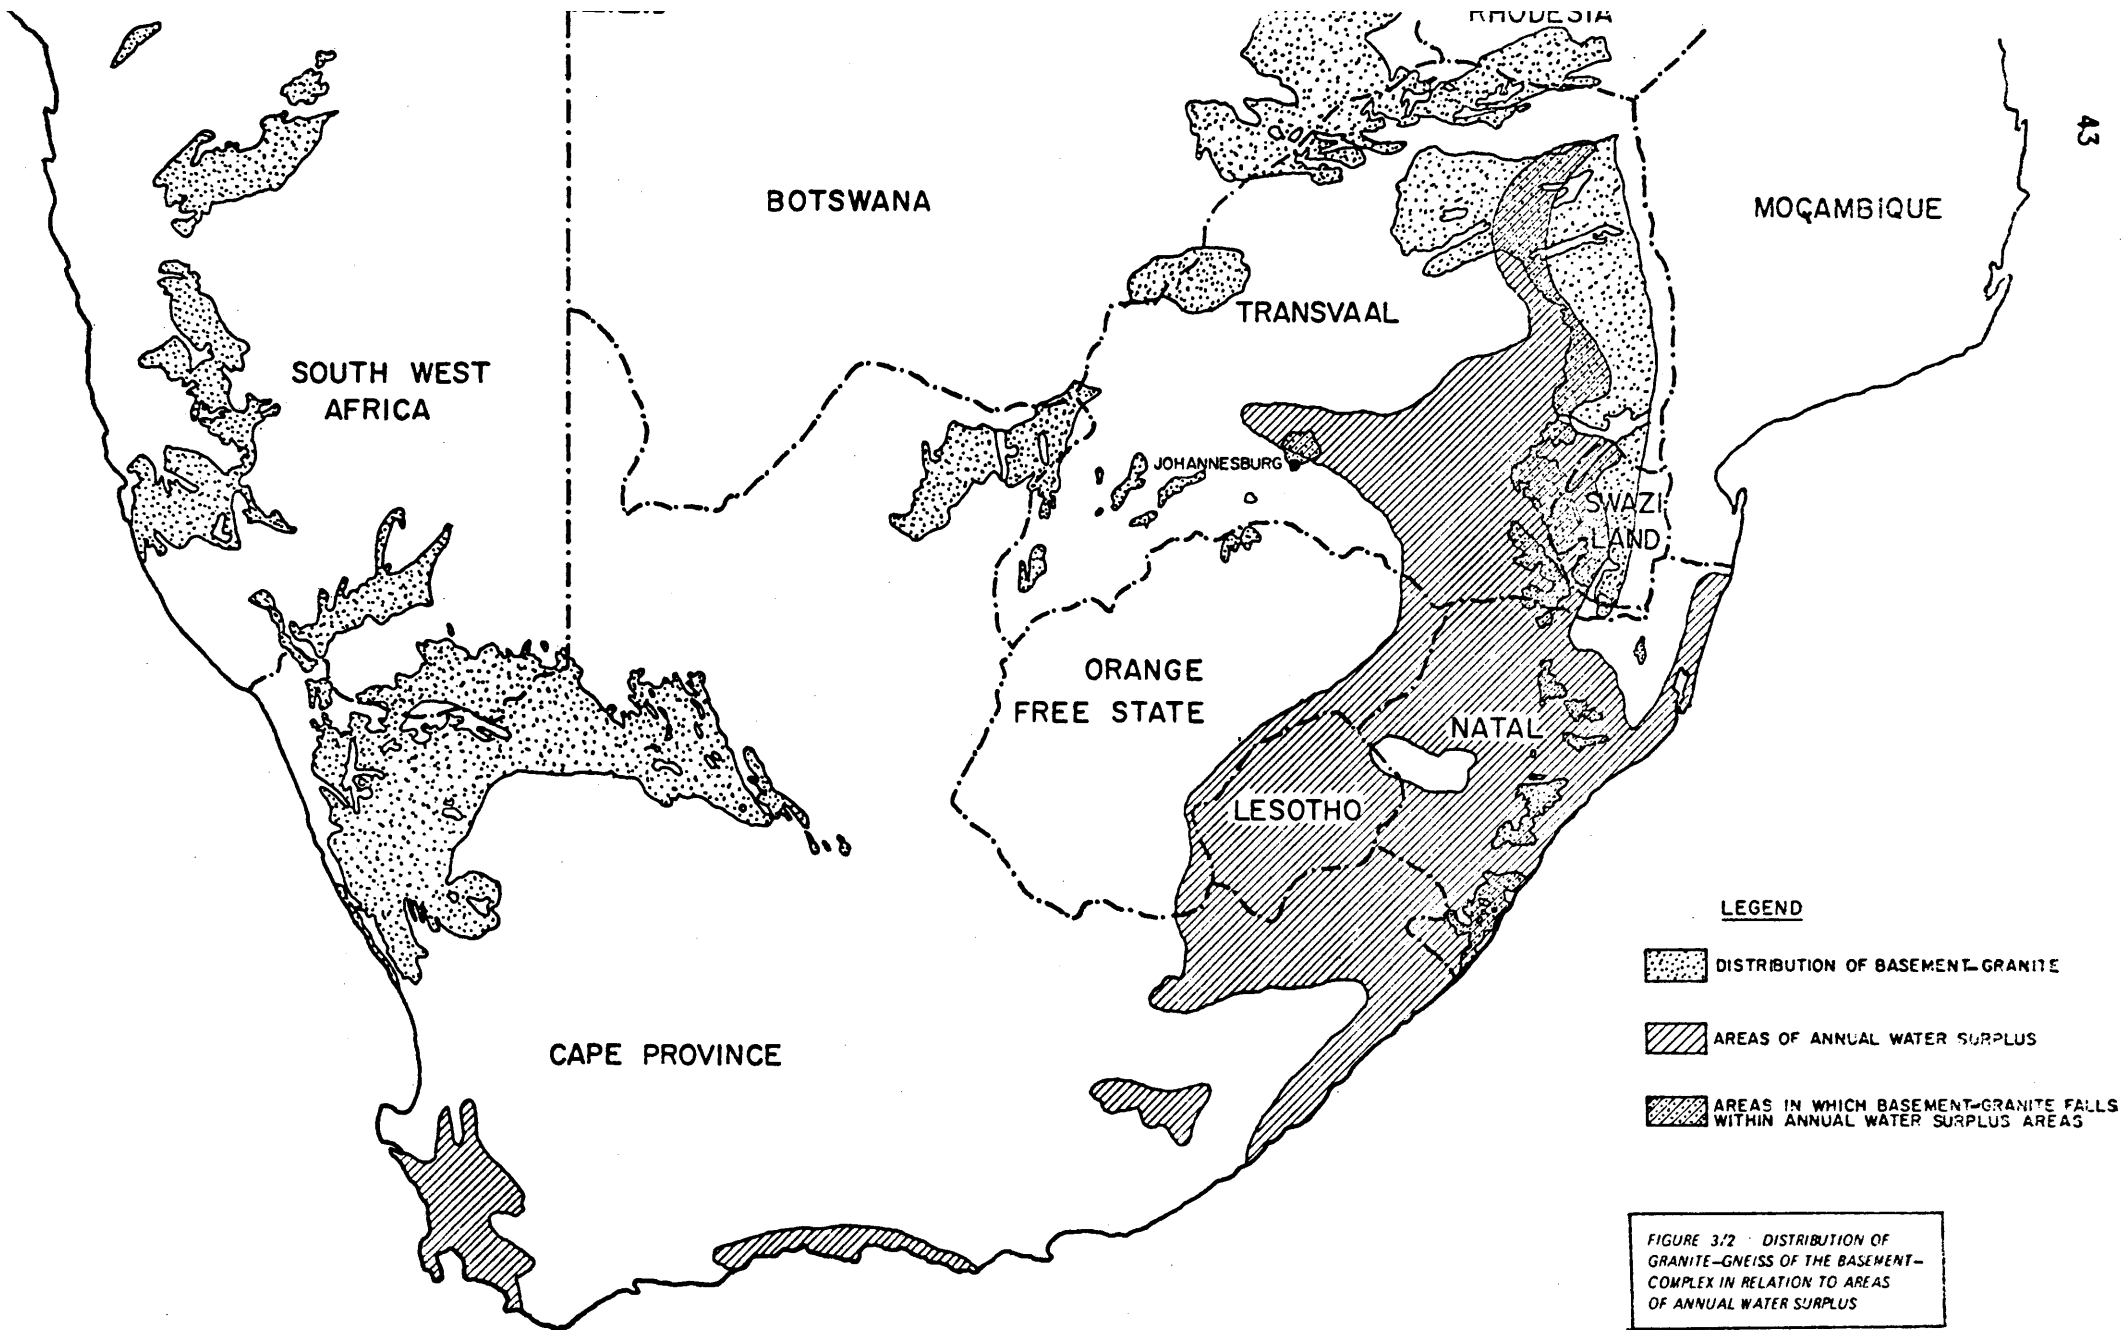 RHODESIA
43
BOTSWANA
MOÇAMBIQUE
TRANSVAAL
SOUTH WEST
AFRICA
JOHANNESBURG
SWAZI
LAND
ORANGE
FREE STATE
NATAL
LESOTHO
CAPE PROVINCE
LEGEND
DISTRIBUTION OF BASEMENT-GRANITE
AREAS OF ANNUAL WATER SURPLUS
AREAS IN WHICH BASEMENT-GRANITE FALLS
WITHIN ANNUAL WATER SURPLUS AREAS
FIGURE 3/2 DISTRIBUTION OF
GRANITE-GNEISS OF THE BASEMENT-
COMPLEX IN RELATION TO AREAS
OF ANNUAL WATER SURPLUS